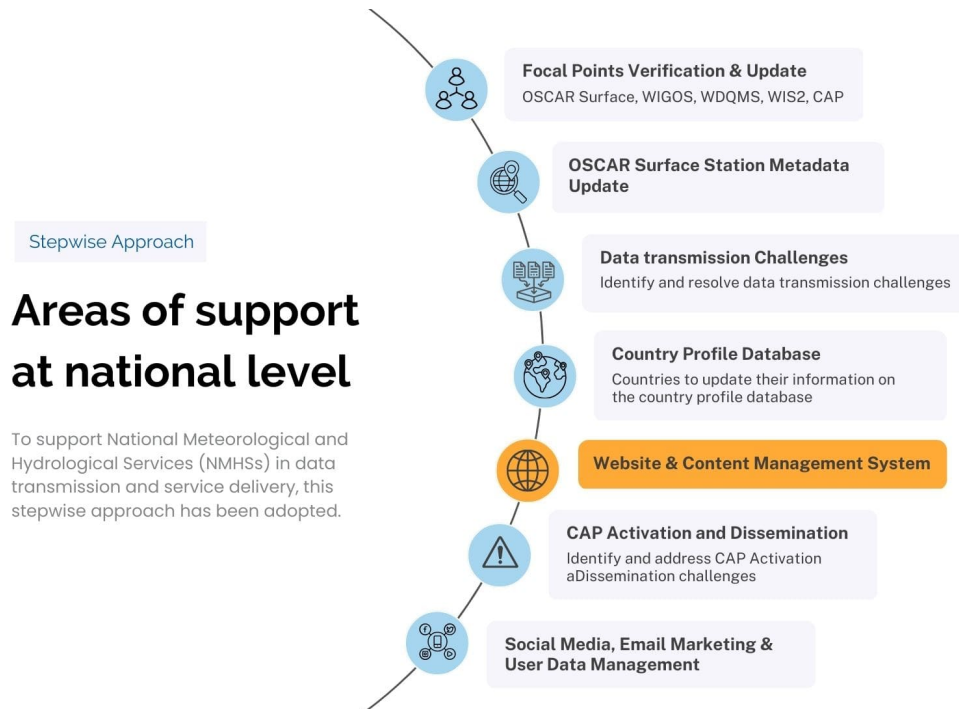 Stepwise Approach
Areas of support
at national level
To support National Meteorological and
Hydrological Services (NMHSs) in data
transmission and service delivery, this
stepwise approach has been adopted.
Focal Points Verification & Update
OSCAR Surface, WIGOS, WDQMS, WIS2, CAP
OSCAR Surface Station Metadata
Update
Data transmission Challenges
Identify and resolve data transmission challenges
Country Profile Database
Countries to update their information on
the country profile database
Website & Content Management System
CAP Activation and Dissemination
Identify and address CAP Activation
aDissemination challenges
Social Media, Email Marketing &
User Data Management